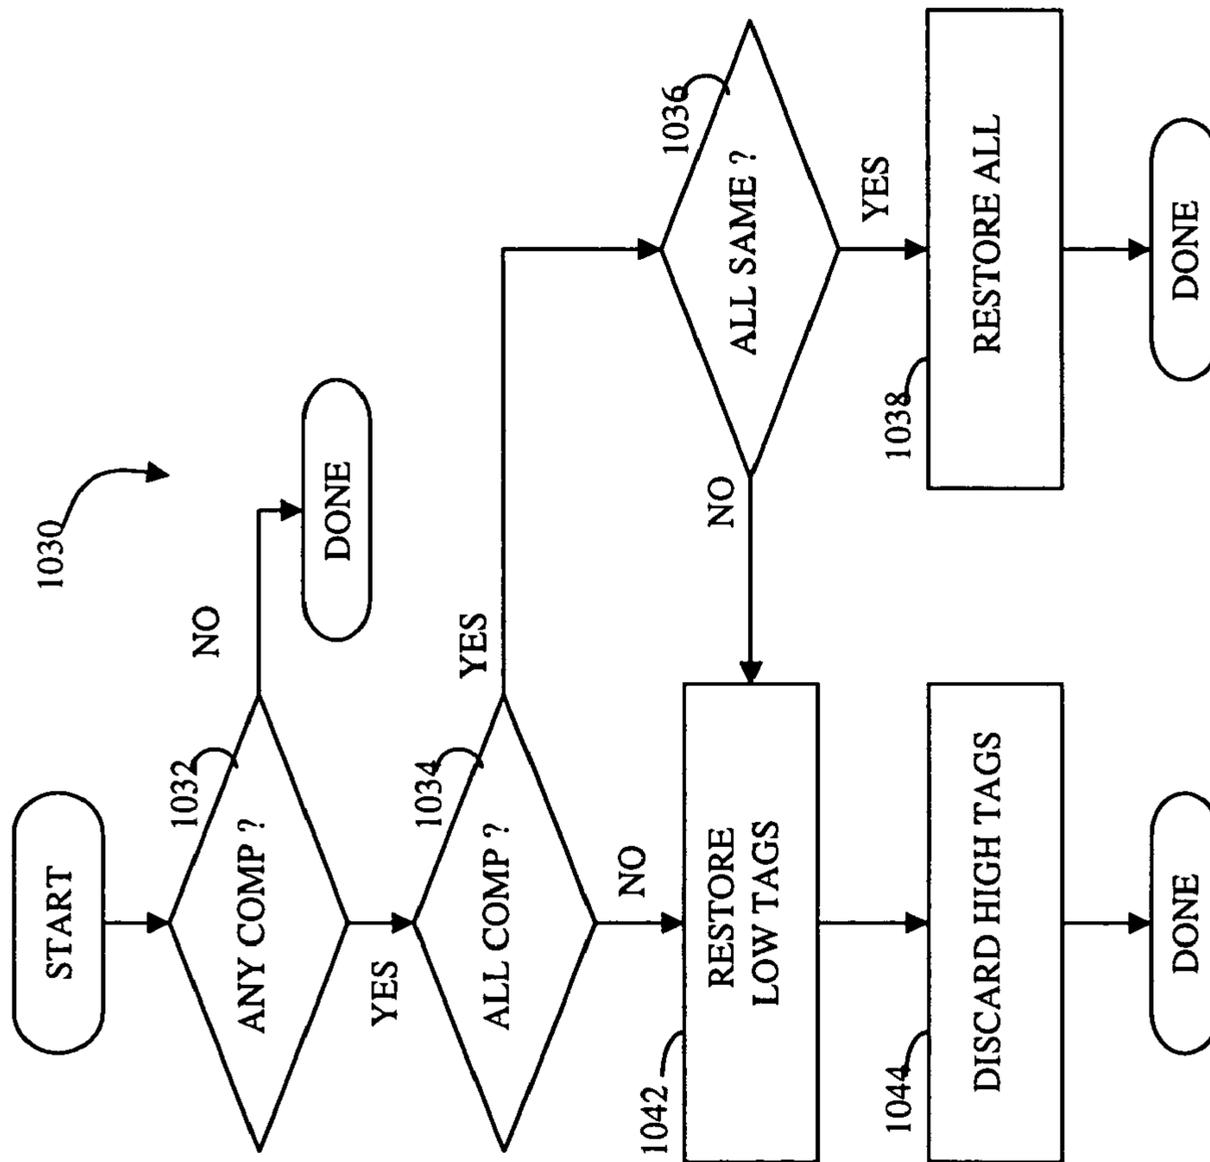 1030
START
1032
ANY COMP ?
NO
DONE
YES
1034
ALL COMP ?
YES
NO
1036
ALL SAME ?
NO
YES
1042
RESTORE
LOW TAGS
1038
RESTORE ALL
1044
DISCARD HIGH TAGS
DONE
DONE